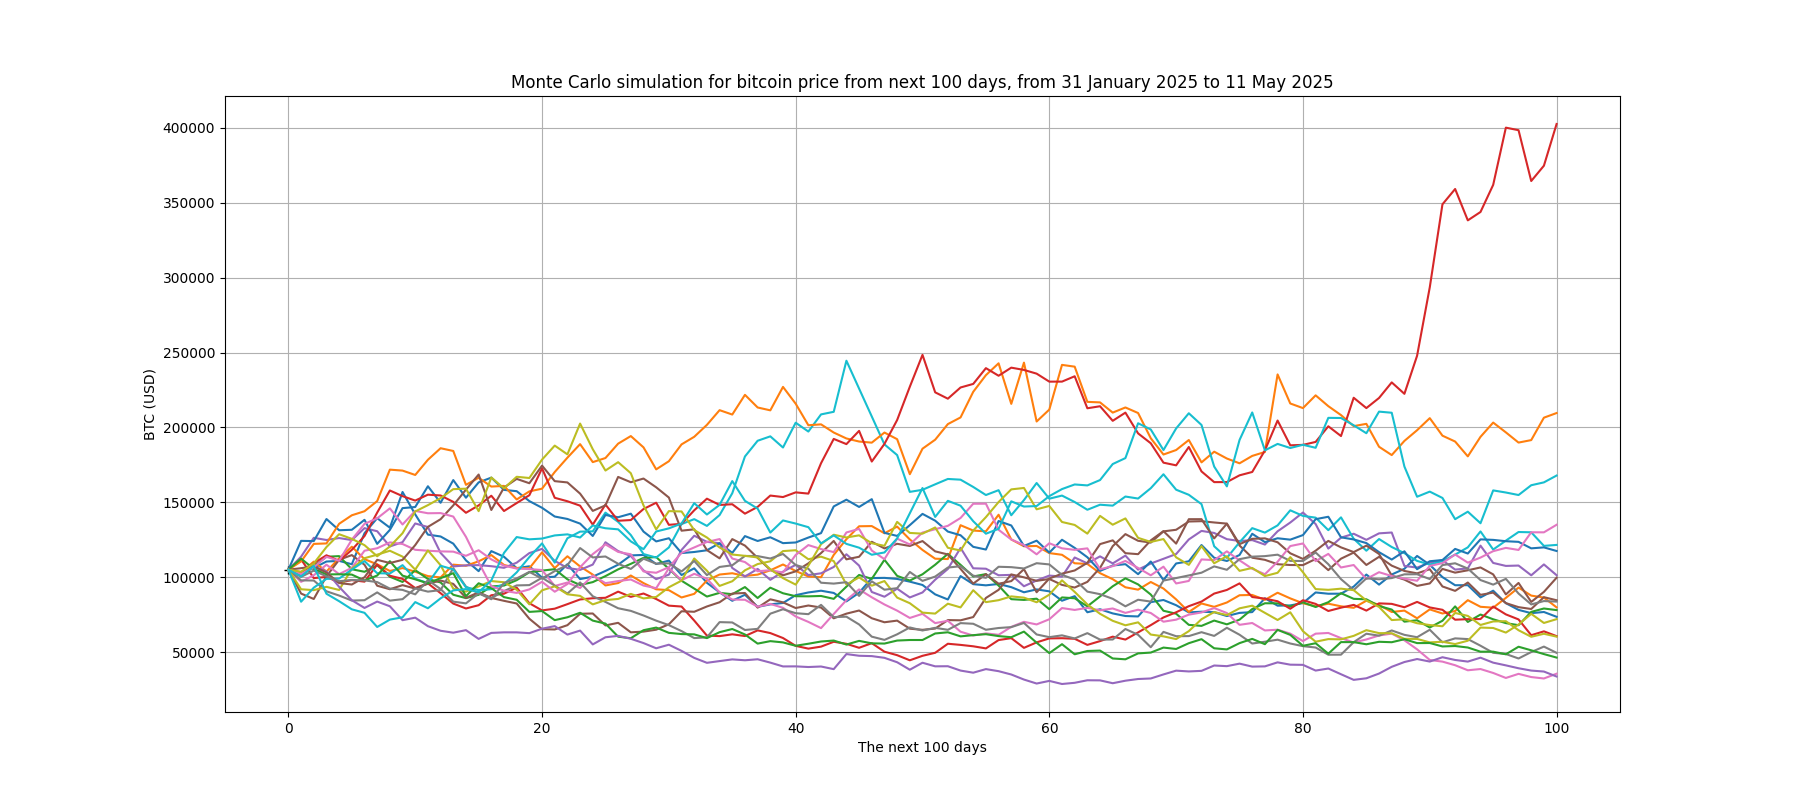 Monte Carlo simulation for bitcoin price from next 100 days, from 31 January 2025 to 11 May 2025
400000
350000
300000
250000
200000
150000
100000
50000
BTC (USD)
0 20 40 60 80 100
The next 100 days